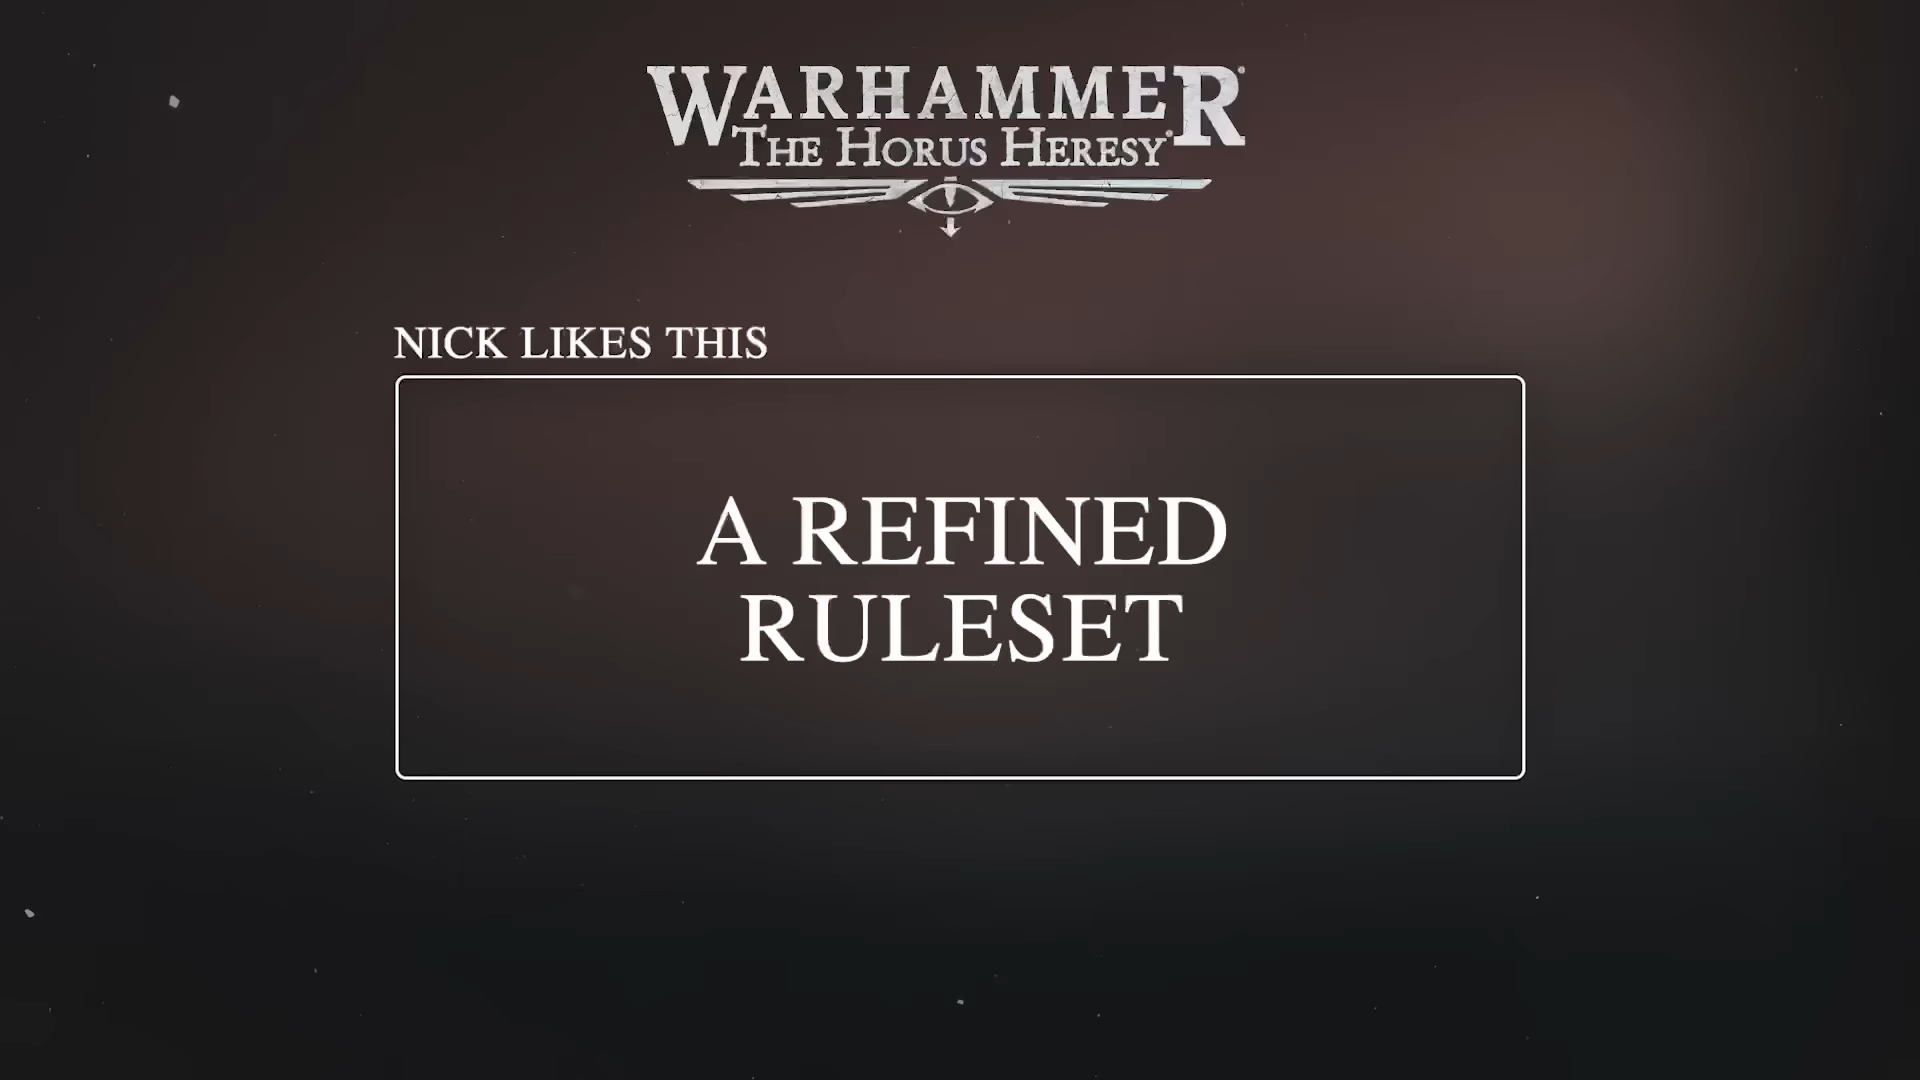 WARHAMMER
THE HORUS HERESY
NICK LIKES THIS
A REFINED
RULESET